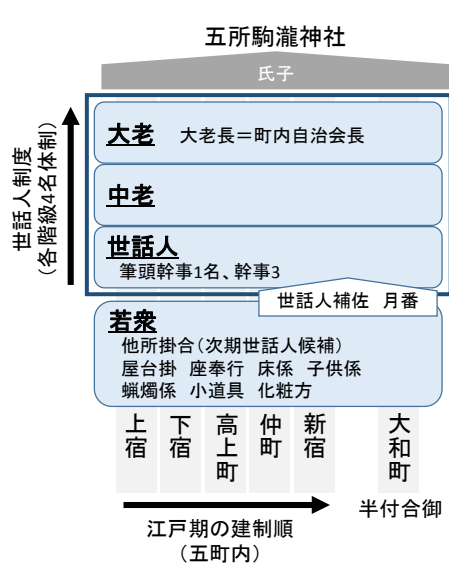 五所駒瀧神社
氏子
世話人制度
(各階級4名体制)
大老 大老長=町内自治会長
中老
世話人
筆頭幹事1名、幹事3
世話人補佐 月番
若衆
他所掛合(次期世話人候補)
屋台掛 座奉行 床係 子供係
蝋燭係 小道具 化粧方
上宿
下宿
高上町
仲町
新宿
大和町
半付合御
江戸期の建制順
(五町内)